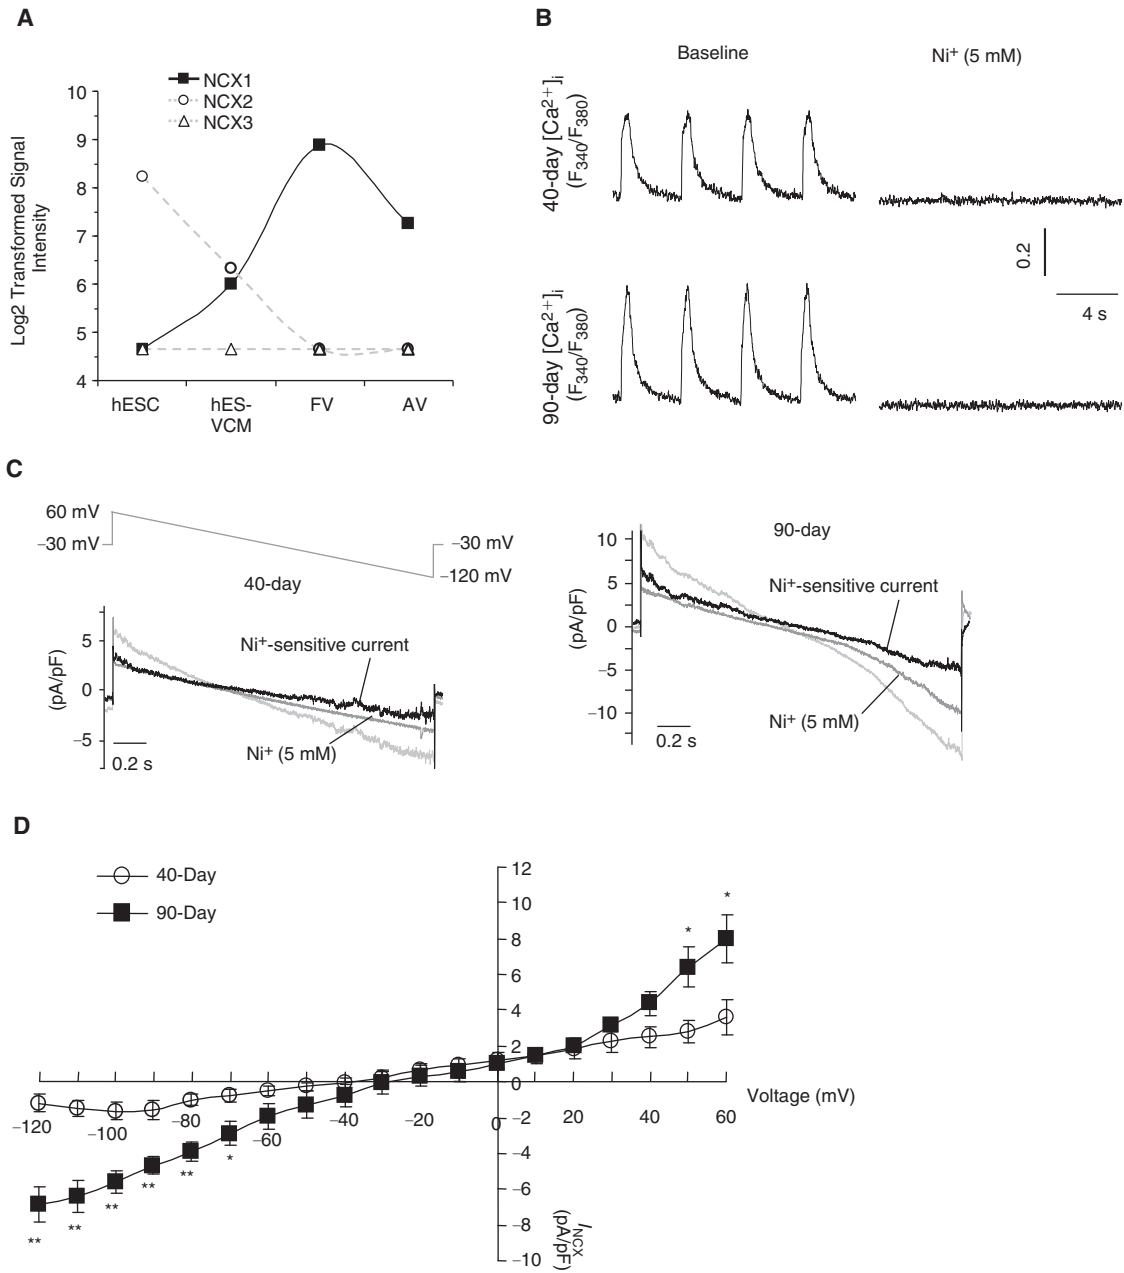 A
NCX1
NCX2
NCX3
Log2 Transformed Signal
Intensity
10
9
8
7
6
5
4
hESC
hES-
VCM
FV
AV
B
Baseline
Ni⁺ (5 mM)
40-day [Ca²⁺]ᵢ
(F₃₄₀/F₃₈₀)
90-day [Ca²⁺]ᵢ
(F₃₄₀/F₃₈₀)
0.2
4 s
C
60 mV
−30 mV
−30 mV
−120 mV
40-day
(pA/pF)
5
0
−5
Ni⁺-sensitive current
Ni⁺ (5 mM)
0.2 s
90-day
(pA/pF)
10
5
0
−5
−10
Ni⁺-sensitive current
Ni⁺ (5 mM)
0.2 s
D
40-Day
90-Day
12
10
8
6
4
2
0
−2
−4
−6
−8
−10
−120
−100
−80
−60
−40
−20
0
20
40
60
Voltage (mV)
I_NCX
(pA/pF)
**
**
**
**
**
*
*
*